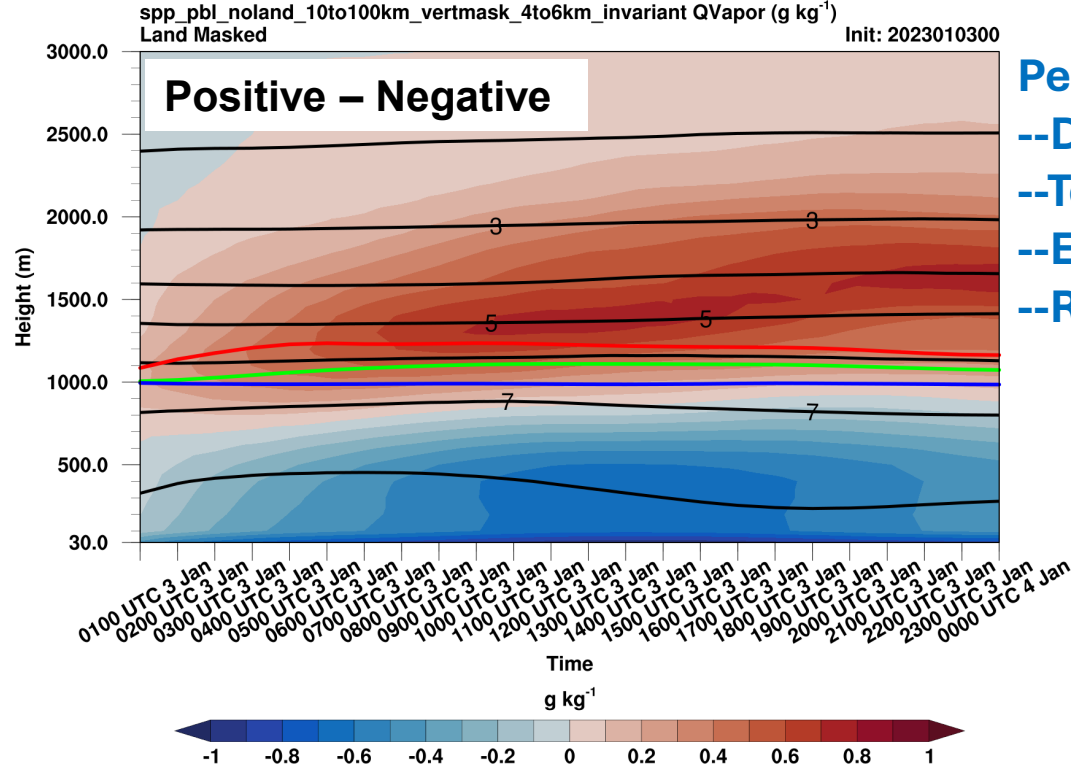 spp_pbl_noland_10to100km_vertmask_4to6km_invariant QVapor (g kg⁻¹)
Land Masked Init: 2023010300
Positive – Negative
Pe
--D
--To
--E
--R
Height (m)
3000.0
2500.0
2000.0
1500.0
1000.0
500.0
30.0
3 3
5 5
7 7
0100 UTC 3 Jan
0200 UTC 3 Jan
0300 UTC 3 Jan
0400 UTC 3 Jan
0500 UTC 3 Jan
0600 UTC 3 Jan
0700 UTC 3 Jan
0800 UTC 3 Jan
0900 UTC 3 Jan
1000 UTC 3 Jan
1100 UTC 3 Jan
1200 UTC 3 Jan
1300 UTC 3 Jan
1400 UTC 3 Jan
1500 UTC 3 Jan
1600 UTC 3 Jan
1700 UTC 3 Jan
1800 UTC 3 Jan
1900 UTC 3 Jan
2000 UTC 3 Jan
2100 UTC 3 Jan
2200 UTC 3 Jan
2300 UTC 3 Jan
0000 UTC 4 Jan
Time
g kg⁻¹
-1 -0.8 -0.6 -0.4 -0.2 0 0.2 0.4 0.6 0.8 1